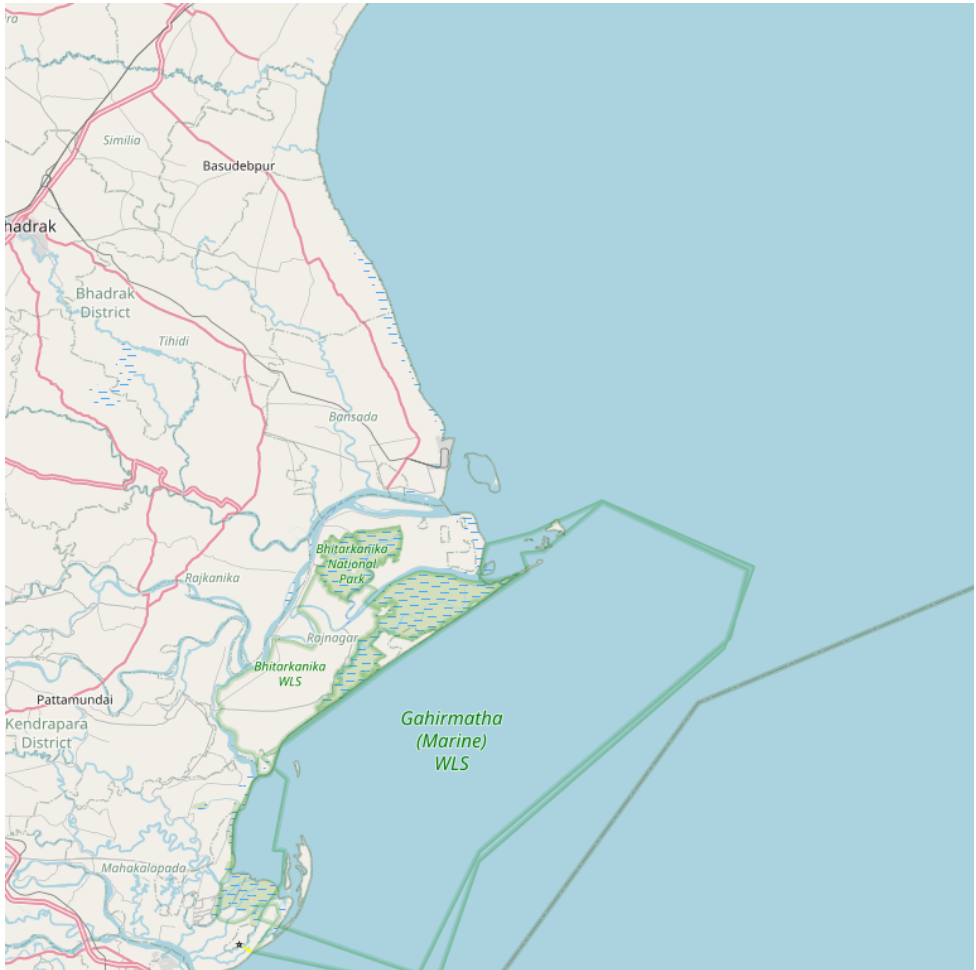 Similia
Basudebpur
hadrak
Bhadrak
District
Tihidi
Bansada
Bhitarkanika
National
Park
Rajkanika
Rajnagar
Bhitarkanika
WLS
Pattamundai
Gahirmatha
(Marine)
WLS
Kendrapara
District
Mahakalapada